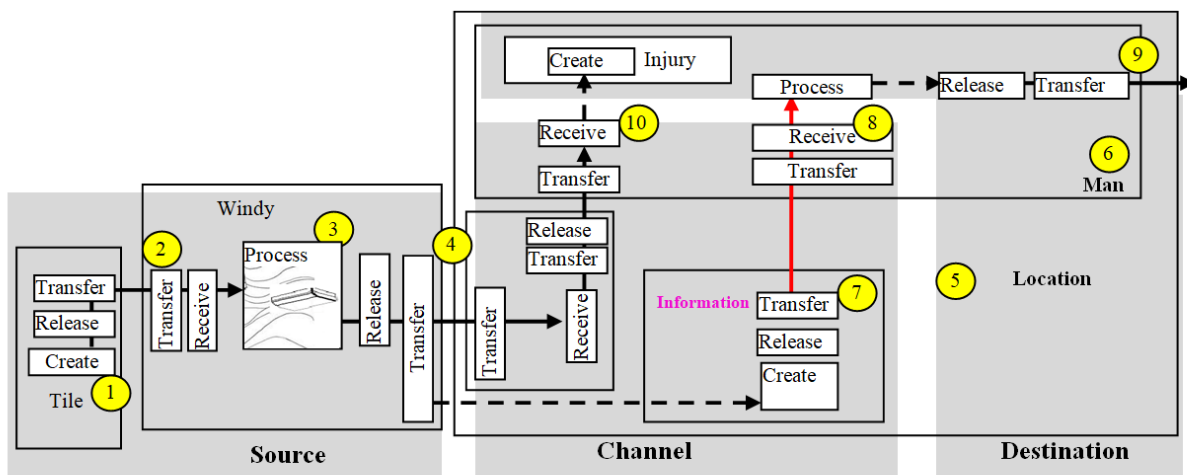 Create
Injury
9
Process
Release
Transfer
Receive
10
8
Receive
Transfer
Transfer
6
Man
Windy
2
3
4
Process
Release
Transfer
Transfer
Release
Create
1
Tile
Transfer
Receive
Release
Transfer
Transfer
Receive
Information
Transfer
7
Release
Create
5
Location
Source
Channel
Destination